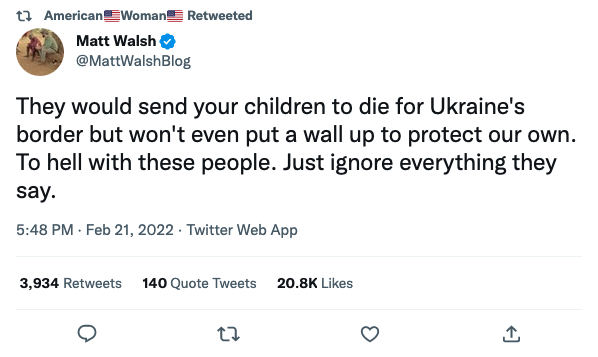 American🇺🇸Woman🇺🇸 Retweeted
Matt Walsh
@MattWalshBlog
They would send your children to die for Ukraine's
border but won't even put a wall up to protect our own.
To hell with these people. Just ignore everything they
say.
5:48 PM · Feb 21, 2022 · Twitter Web App
3,934 Retweets 140 Quote Tweets 20.8K Likes